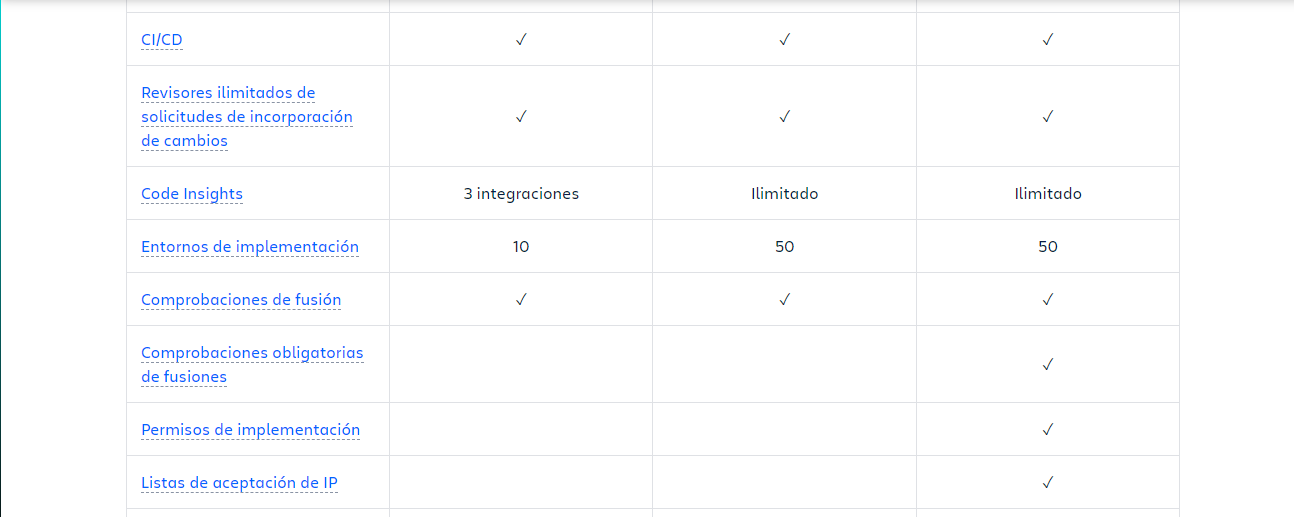 CI/CD ✓ ✓ ✓
Revisores ilimitados de
solicitudes de incorporación ✓ ✓ ✓
de cambios
Code Insights 3 integraciones Ilimitado Ilimitado
Entornos de implementación 10 50 50
Comprobaciones de fusión ✓ ✓ ✓
Comprobaciones obligatorias
de fusiones ✓
Permisos de implementación ✓
Listas de aceptación de IP ✓